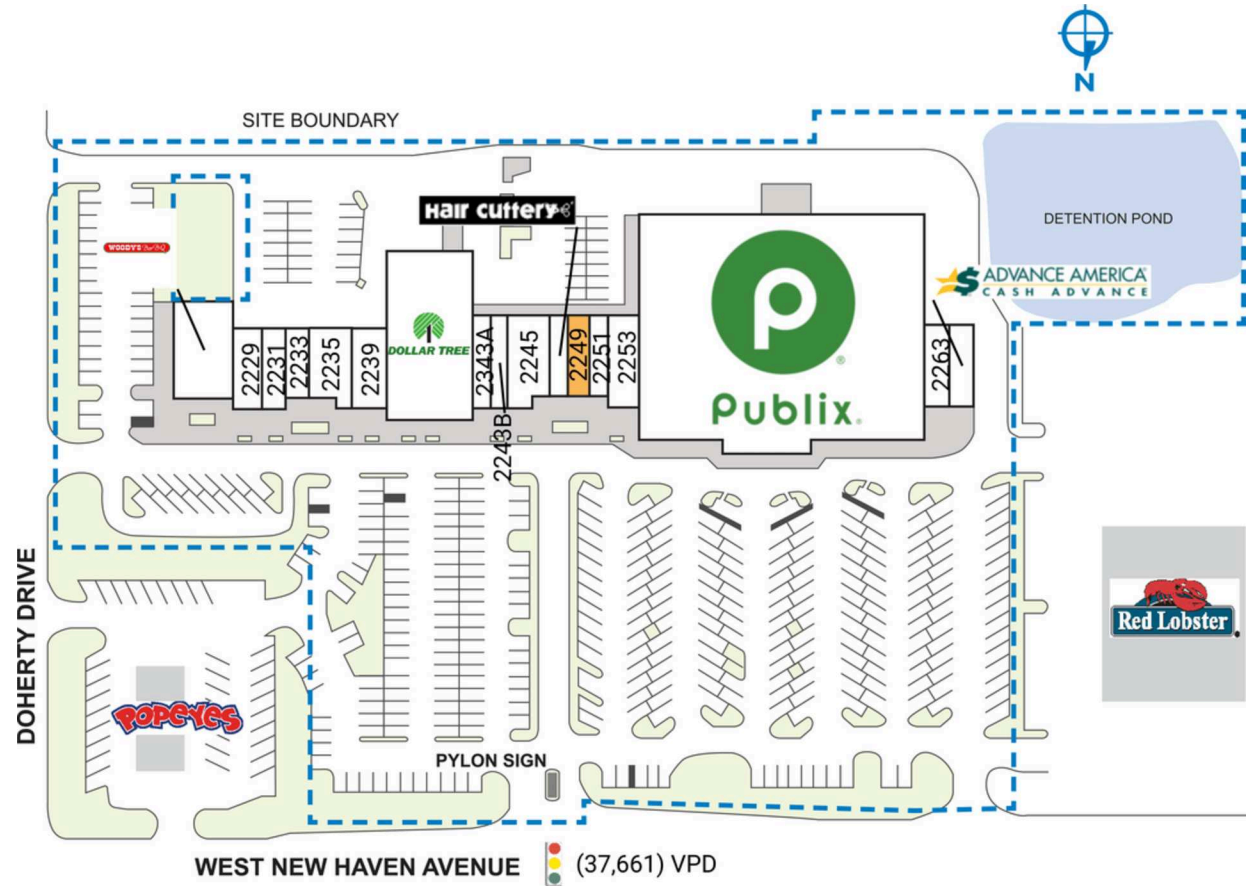 N
SITE BOUNDARY
Hair Cuttery
DETENTION POND
WOODY'S Bar-B-Q
ADVANCE AMERICA
CASH ADVANCE
DOLLAR TREE
P
2229
2231
2233
2235
2239
2343A
2243B
2245
2249
2251
2253
Publix®
2263
DOHERTY DRIVE
Red Lobster
POPEYES
PYLON SIGN
WEST NEW HAVEN AVENUE
(37,661) VPD